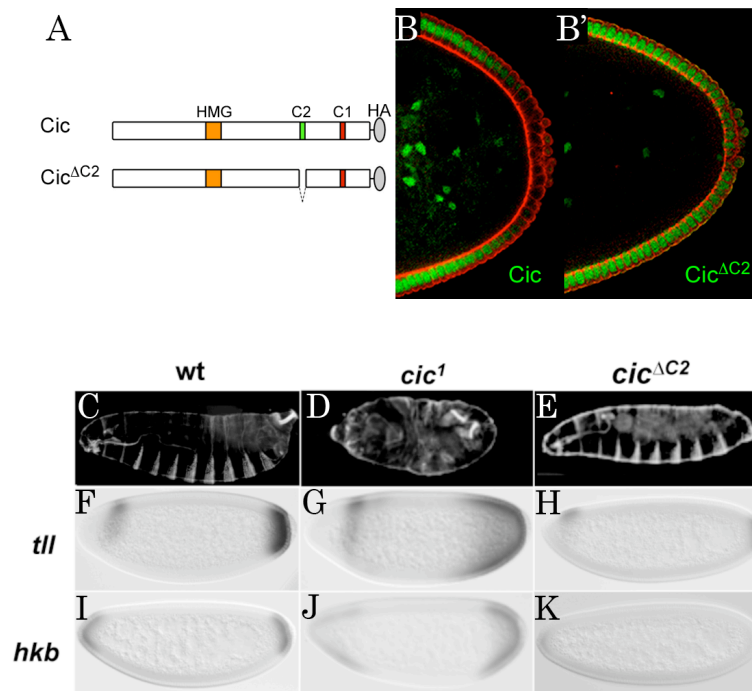 A
B
B'
HMG C2 C1 HA
Cic
Cic^ΔC2
Cic
Cic^ΔC2
wt cic^1 cic^ΔC2
C D E
F G H
tll
I J K
hkb